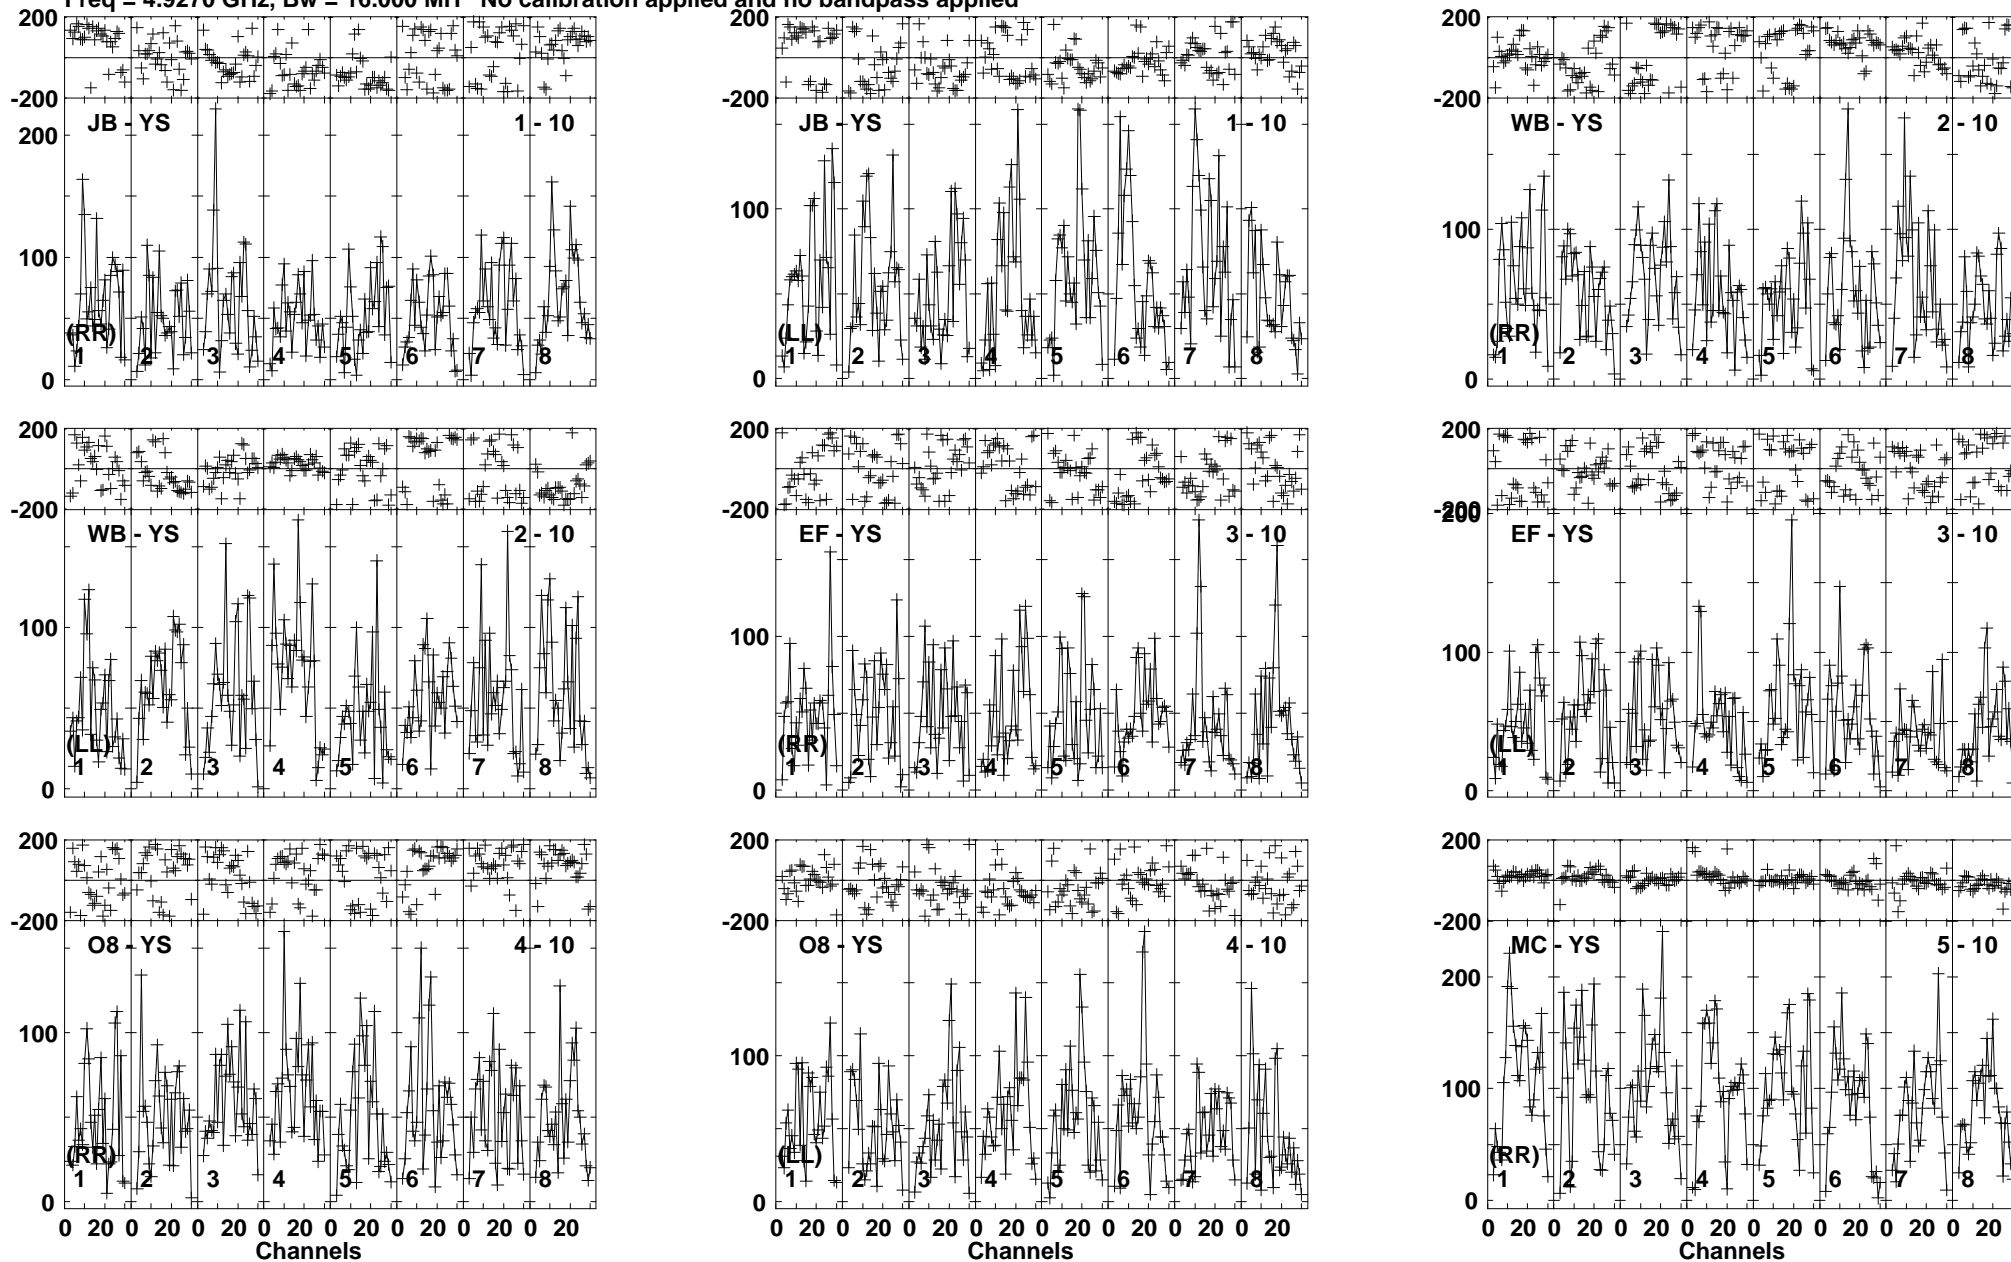 Freq = 4.9270 GHz, Bw = 16.000 MH No calibration applied and no bandpass applied
200 200 200
-200 -200 -200
JB - YS 1 - 10 JB - YS 1 - 10 WB - YS 2 - 10
200
100 100 100
(RR) (LL) (RR)
1 2 3 4 5 6 7 8 1 2 3 4 5 6 7 8 1 2 3 4 5 6 7 8
0 0 0
200 200 200
-200 -200 -200
200
WB - YS 2 - 10 EF - YS 3 - 10 EF - YS 3 - 10
100 100 100
(LL) (RR) (LL)
1 2 3 4 5 6 7 8 1 2 3 4 5 6 7 8 1 2 3 4 5 6 7 8
0 0 0
200 200 200
-200 -200 -200
O8 - YS 4 - 10 O8 - YS 4 - 10 MC - YS 5 - 10
200
100 100 100
(RR) (LL) (RR)
1 2 3 4 5 6 7 8 1 2 3 4 5 6 7 8 1 2 3 4 5 6 7 8
0 0 0
0 20 0 20 0 20 0 20 0 20 0 20 0 20 0 20 0 20 0 20 0 20 0 20 0 20 0 20 0 20 0 20 0 20 0 20 0 20 0 20 0 20 0 20 0 20 0 20
Channels Channels Channels